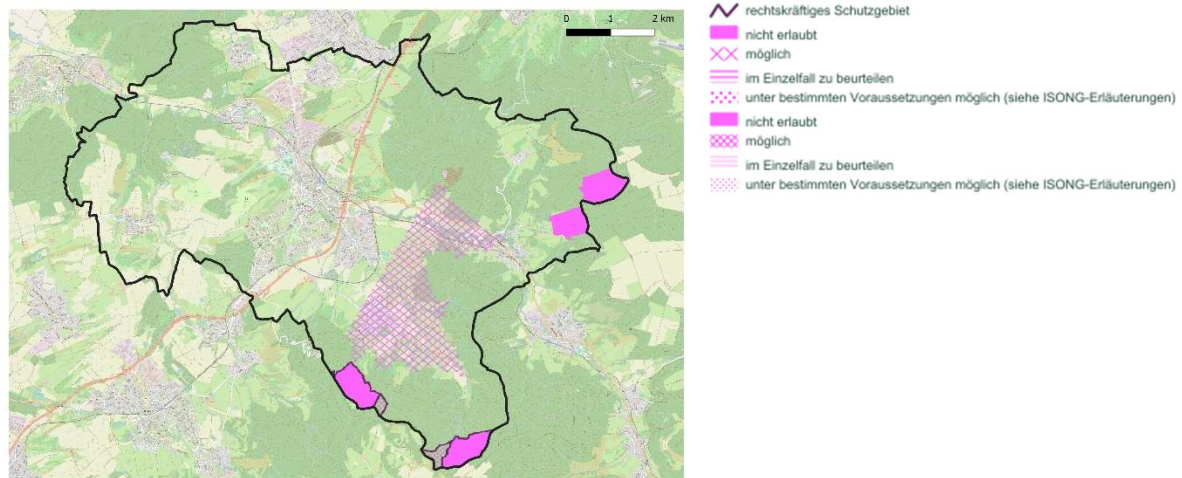 0 1 2 km
rechtskräftiges Schutzgebiet
nicht erlaubt
möglich
im Einzelfall zu beurteilen
unter bestimmten Voraussetzungen möglich (siehe ISONG-Erläuterungen)
nicht erlaubt
möglich
im Einzelfall zu beurteilen
unter bestimmten Voraussetzungen möglich (siehe ISONG-Erläuterungen)